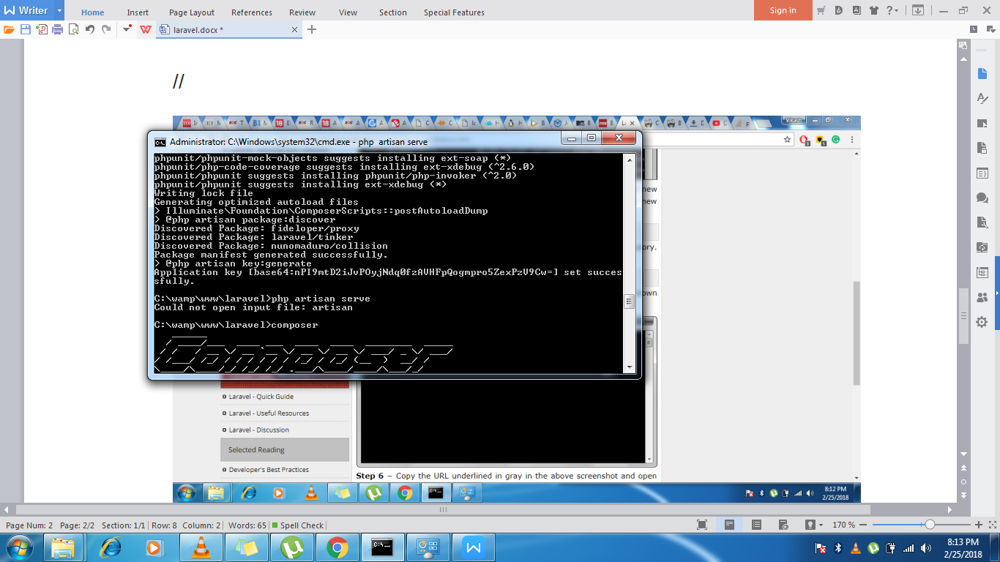 Writer
Home
Insert
Page Layout
References
Review
View
Section
Special Features
Sign in
laravel.docx *
//
Vikash
Administrator: C:\Windows\system32\cmd.exe - php artisan serve
phpunit/phpunit-mock-objects suggests installing ext-soap (*)
phpunit/php-code-coverage suggests installing ext-xdebug (^2.6.0)
phpunit/phpunit suggests installing phpunit/php-invoker (^2.0)
phpunit/phpunit suggests installing ext-xdebug (*)
Writing lock file
Generating optimized autoload files
> Illuminate\Foundation\ComposerScripts::postAutoloadDump
> @php artisan package:discover
Discovered Package: fideloper/proxy
Discovered Package: laravel/tinker
Discovered Package: nunomaduro/collision
Package manifest generated successfully.
> @php artisan key:generate
Application key [base64:nPI9mtD2iJvPOyjNdq0fzAVHFpQogmpro5ZexPzV9Cw=] set succes
sfully.
C:\wamp\www\laravel>php artisan serve
Could not open input file: artisan
C:\wamp\www\laravel>composer
Composer
new
new
ory.
own
Laravel - Quick Guide
Laravel - Useful Resources
Laravel - Discussion
Selected Reading
Developer's Best Practices
Step 6 − Copy the URL underlined in gray in the above screenshot and open
8:12 PM
2/25/2018
Page Num: 2 Page: 2/2 Section: 1/1 Row: 8 Column: 2 Words: 65 Spell Check
170 %
8:13 PM
2/25/2018